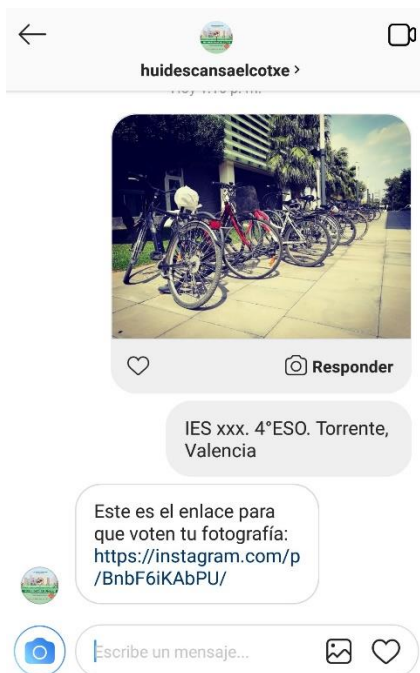 huidescansaelcotxe >
Responder
IES xxx. 4°ESO. Torrente,
Valencia
Este es el enlace para
que voten tu fotografía:
https://instagram.com/p
/BnbF6iKAbPU/
Escribe un mensaje...